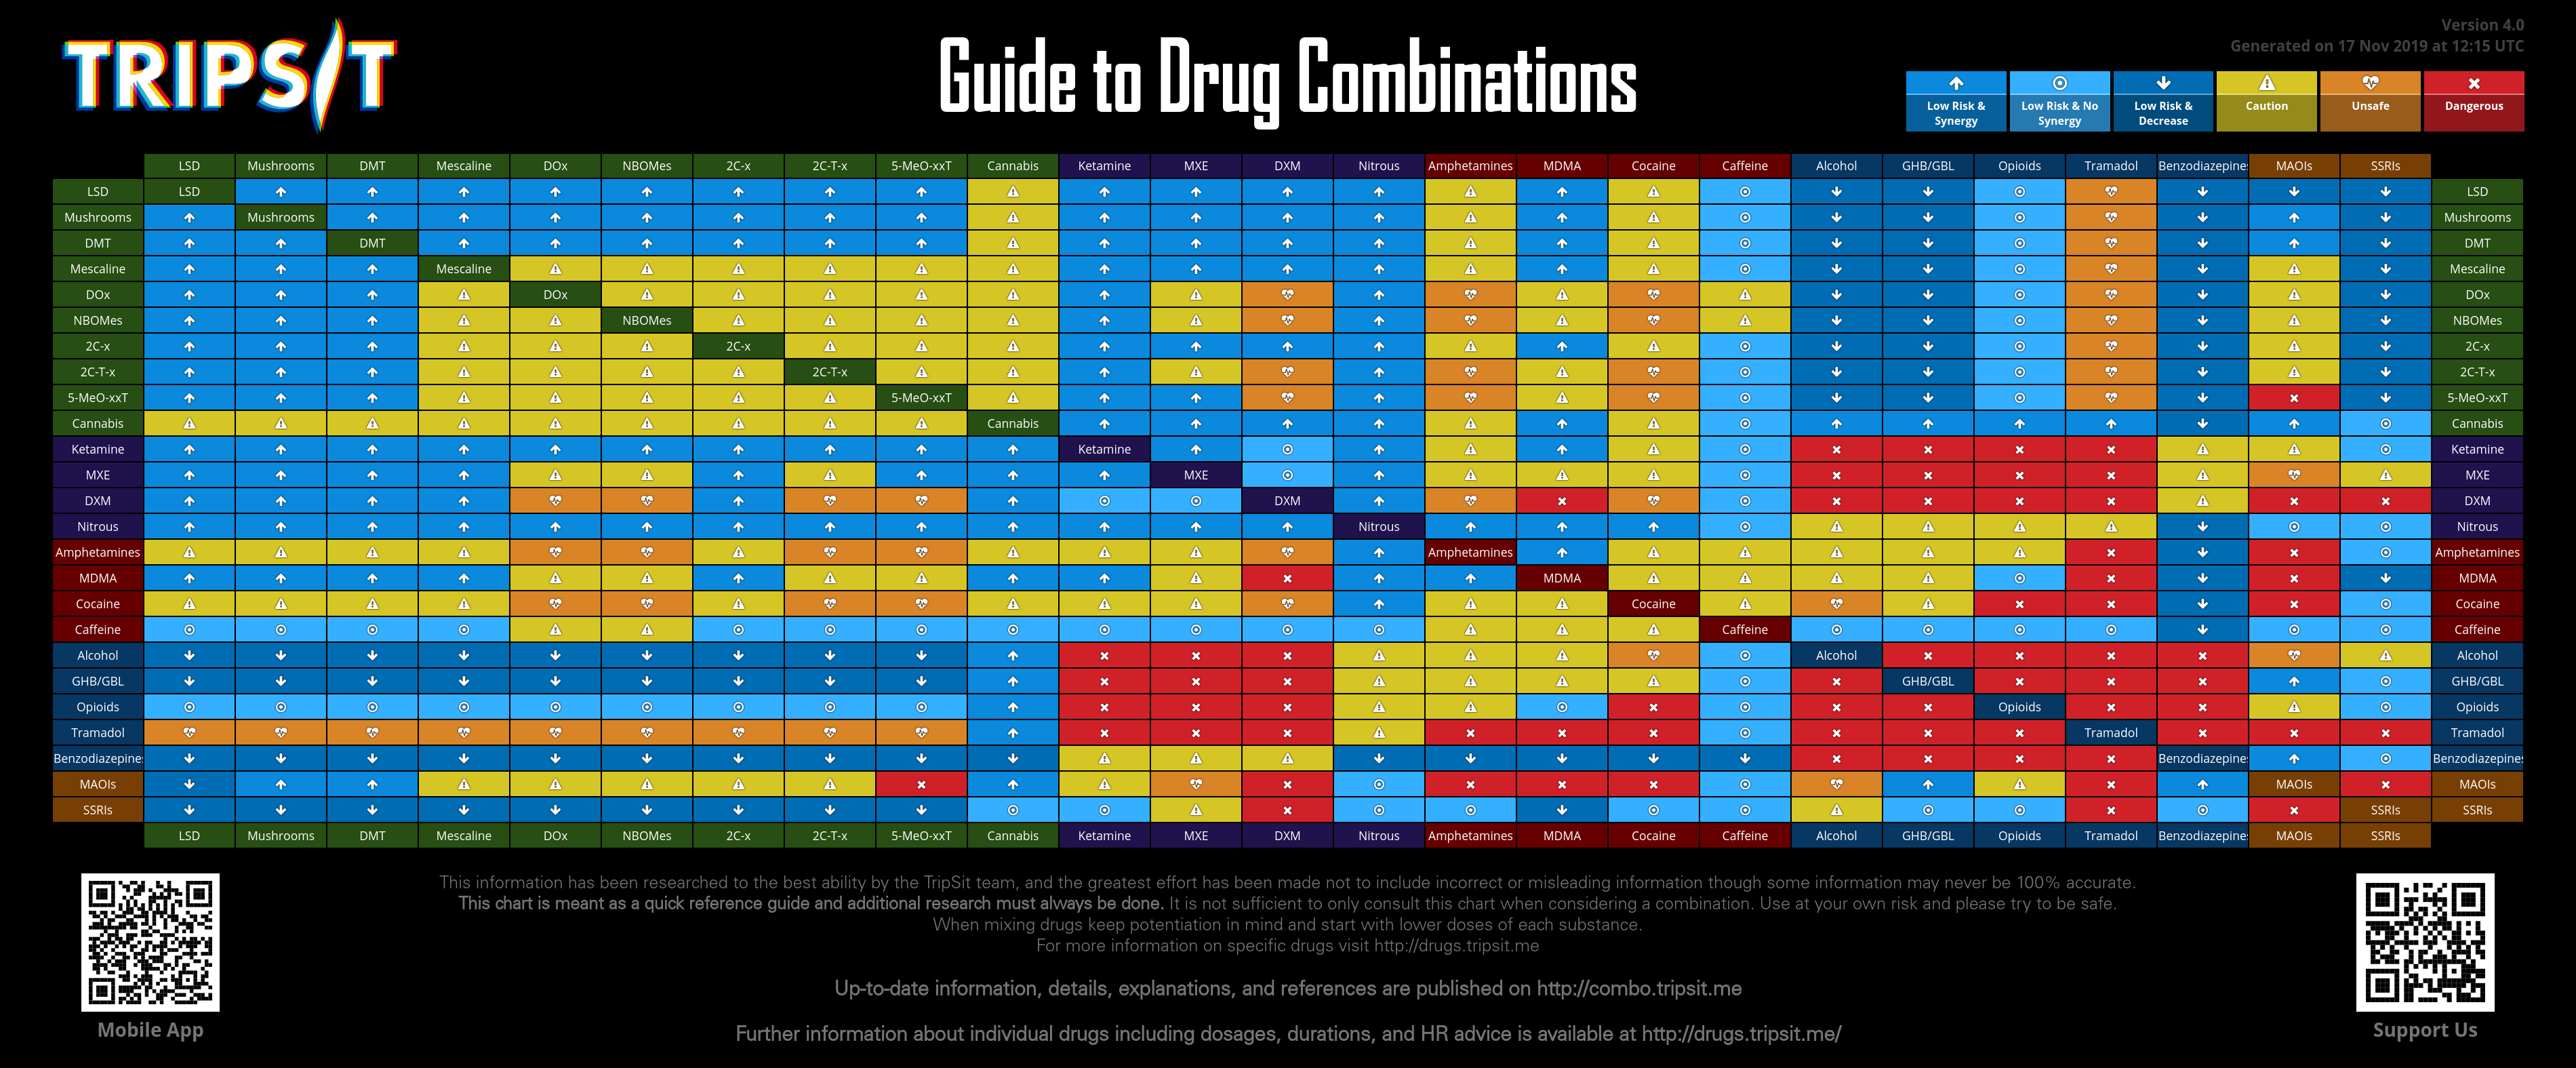 TRIPSIT
Guide to Drug Combinations
Version 4.0
Generated on 17 Nov 2019 at 12:15 UTC
Low Risk & Synergy
Low Risk & No Synergy
Low Risk & Decrease
Caution
Unsafe
Dangerous
LSD Mushrooms DMT Mescaline DOx NBOMes 2C-x 2C-T-x 5-MeO-xxT Cannabis Ketamine MXE DXM Nitrous Amphetamines MDMA Cocaine Caffeine Alcohol GHB/GBL Opioids Tramadol Benzodiazepines MAOIs SSRIs
LSD LSD LSD
Mushrooms Mushrooms Mushrooms
DMT DMT DMT
Mescaline Mescaline Mescaline
DOx DOx DOx
NBOMes NBOMes NBOMes
2C-x 2C-x 2C-x
2C-T-x 2C-T-x 2C-T-x
5-MeO-xxT 5-MeO-xxT 5-MeO-xxT
Cannabis Cannabis Cannabis
Ketamine Ketamine Ketamine
MXE MXE MXE
DXM DXM DXM
Nitrous Nitrous Nitrous
Amphetamines Amphetamines Amphetamines
MDMA MDMA MDMA
Cocaine Cocaine Cocaine
Caffeine Caffeine Caffeine
Alcohol Alcohol Alcohol
GHB/GBL GHB/GBL GHB/GBL
Opioids Opioids Opioids
Tramadol Tramadol Tramadol
Benzodiazepines Benzodiazepines Benzodiazepines
MAOIs MAOIs MAOIs
SSRIs SSRIs SSRIs
LSD Mushrooms DMT Mescaline DOx NBOMes 2C-x 2C-T-x 5-MeO-xxT Cannabis Ketamine MXE DXM Nitrous Amphetamines MDMA Cocaine Caffeine Alcohol GHB/GBL Opioids Tramadol Benzodiazepines MAOIs SSRIs
This information has been researched to the best ability by the TripSit team, and the greatest effort has been made not to include incorrect or misleading information though some information may never be 100% accurate.
This chart is meant as a quick reference guide and additional research must always be done. It is not sufficient to only consult this chart when considering a combination. Use at your own risk and please try to be safe.
When mixing drugs keep potentiation in mind and start with lower doses of each substance.
For more information on specific drugs visit http://drugs.tripsit.me
Up-to-date information, details, explanations, and references are published on http://combo.tripsit.me
Further information about individual drugs including dosages, durations, and HR advice is available at http://drugs.tripsit.me/
Mobile App
Support Us